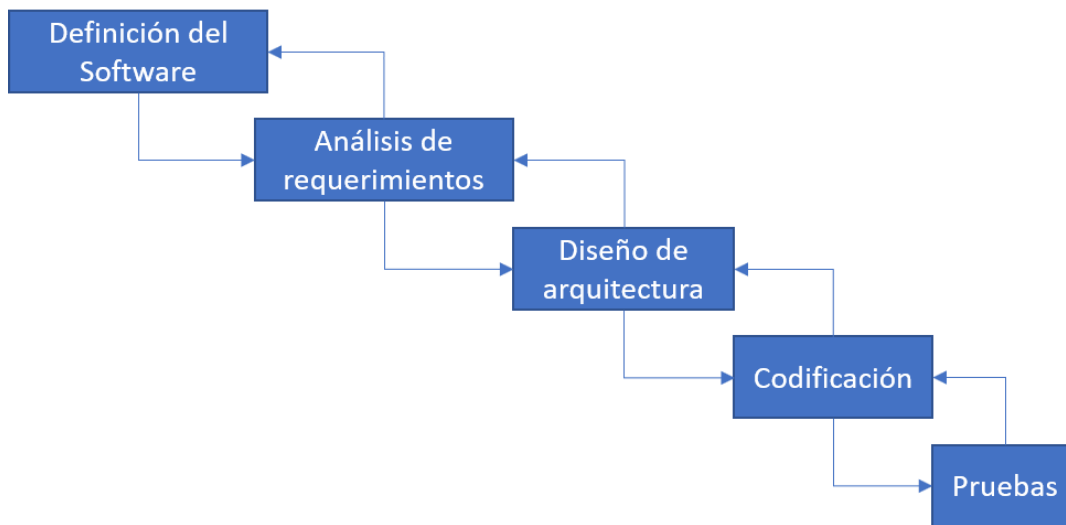 Definición del
Software
Análisis de
requerimientos
Diseño de
arquitectura
Codificación
Pruebas